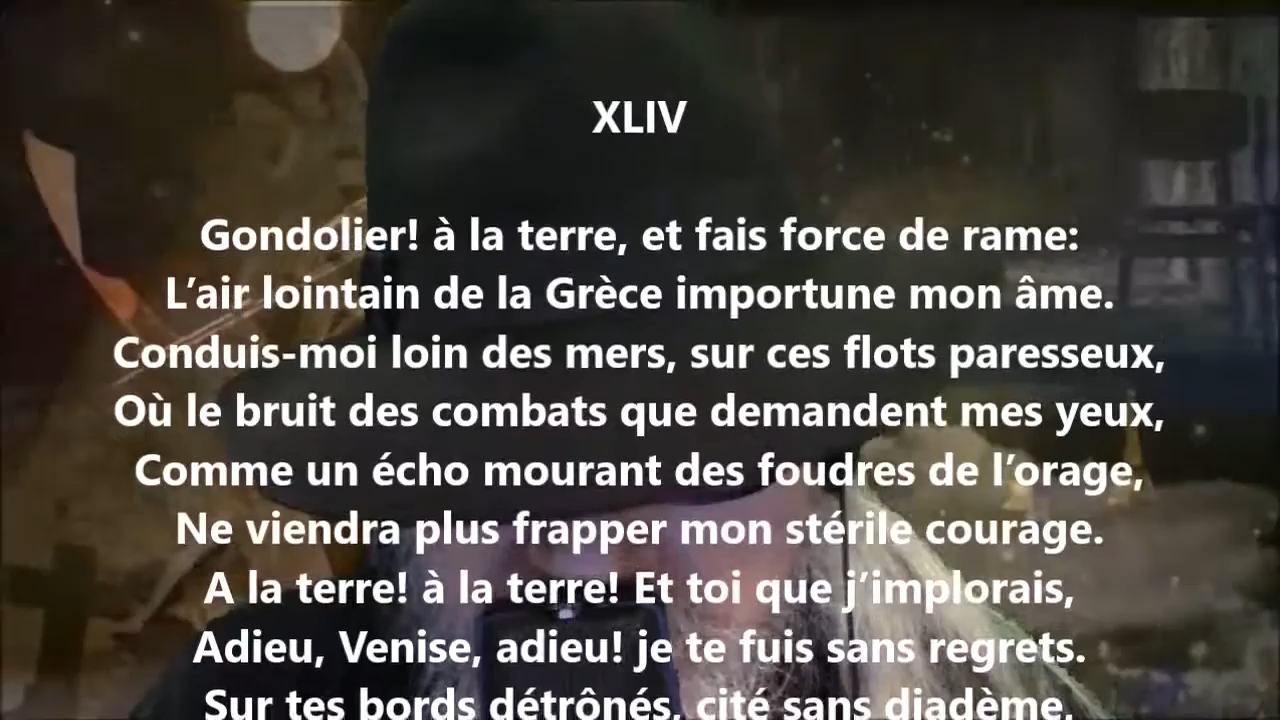 XLIV
Gondolier! à la terre, et fais force de rame:
L’air lointain de la Grèce importune mon âme.
Conduis-moi loin des mers, sur ces flots paresseux,
Où le bruit des combats que demandent mes yeux,
Comme un écho mourant des foudres de l’orage,
Ne viendra plus frapper mon stérile courage.
A la terre! à la terre! Et toi que j’implorais,
Adieu, Venise, adieu! je te fuis sans regrets.
Sur tes bords détrônés, cité sans diadème,